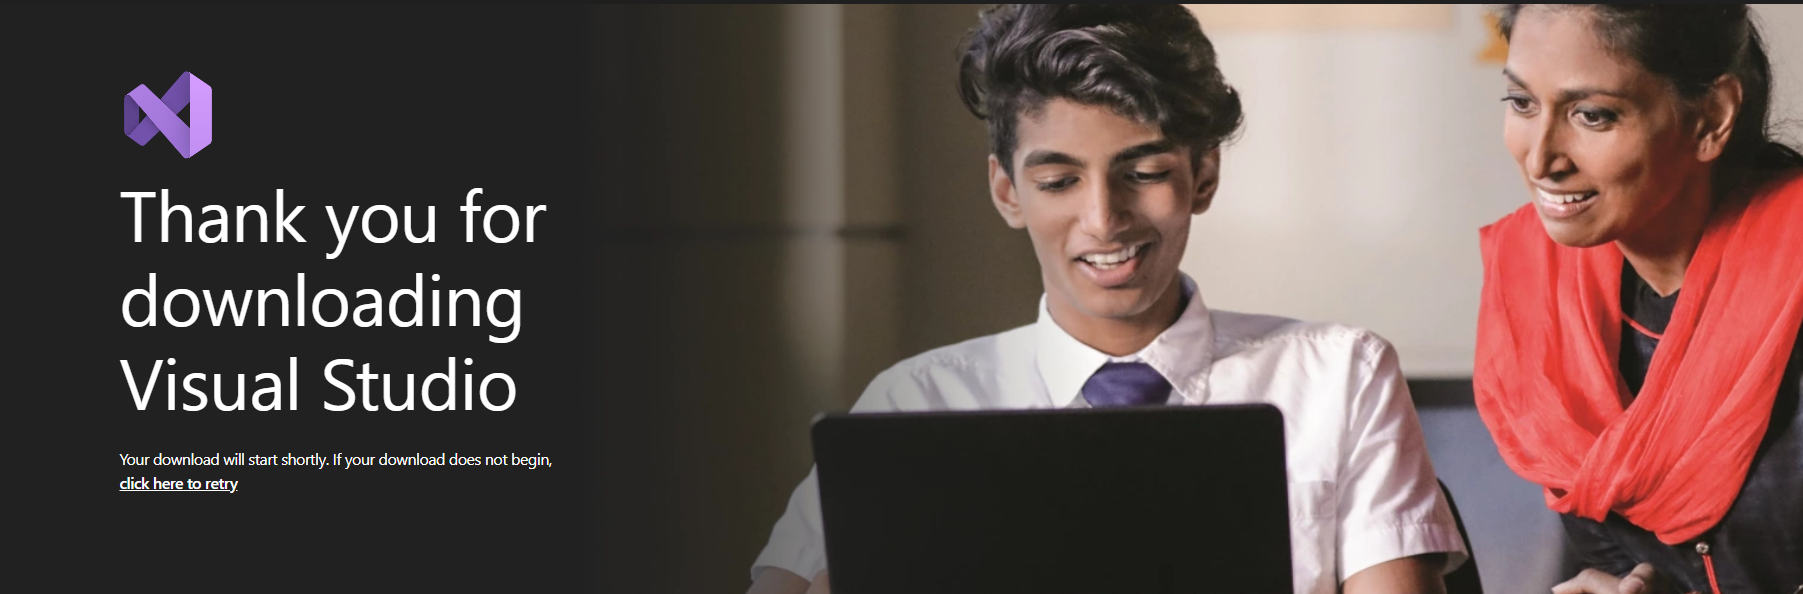 Thank you for
downloading
Visual Studio
Your download will start shortly. If your download does not begin,
click here to retry